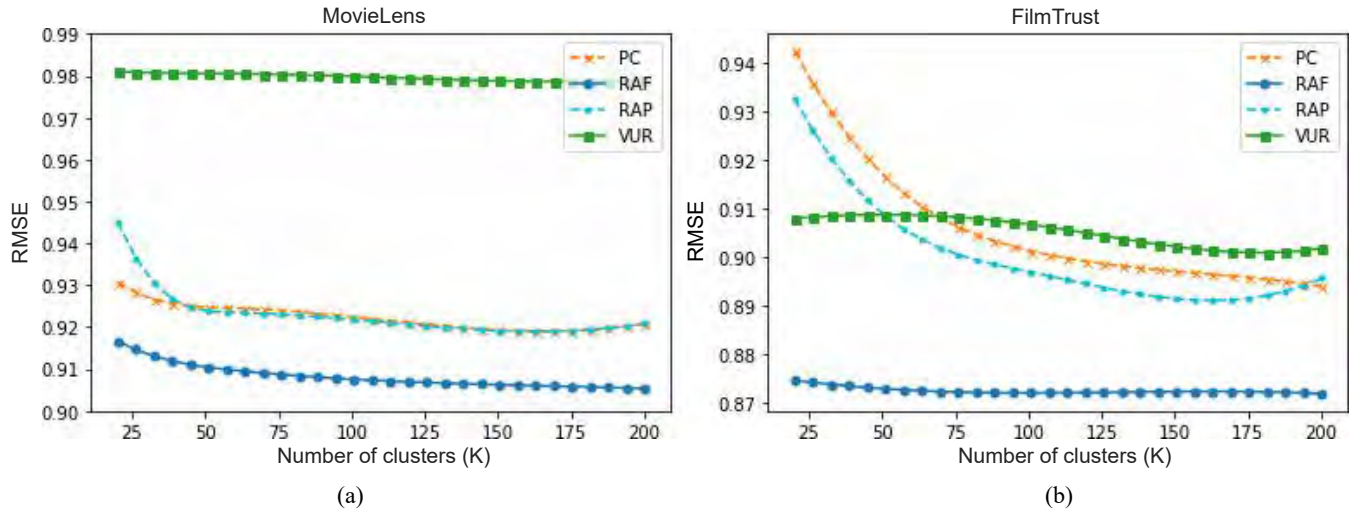 MovieLens
0.99
0.98
0.97
0.96
0.95
0.94
0.93
0.92
0.91
0.90
RMSE
PC
RAF
RAP
VUR
25 50 75 100 125 150 175 200
Number of clusters (K)
(a)
FilmTrust
0.94
0.93
0.92
0.91
0.90
0.89
0.88
0.87
RMSE
PC
RAF
RAP
VUR
25 50 75 100 125 150 175 200
Number of clusters (K)
(b)